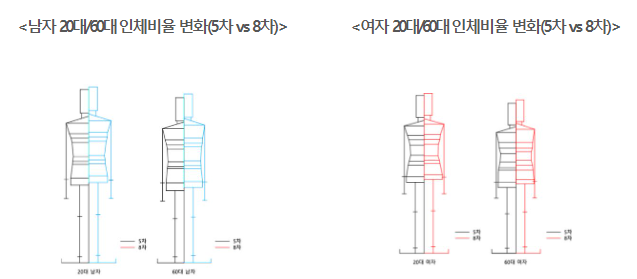 <남자 20대/60대 인체비율 변화(5차 vs 8차)>
<여자 20대/60대 인체비율 변화(5차 vs 8차)>
5차
8차
20대 남자
5차
8차
60대 남자
5차
8차
20대 여자
5차
8차
60대 여자